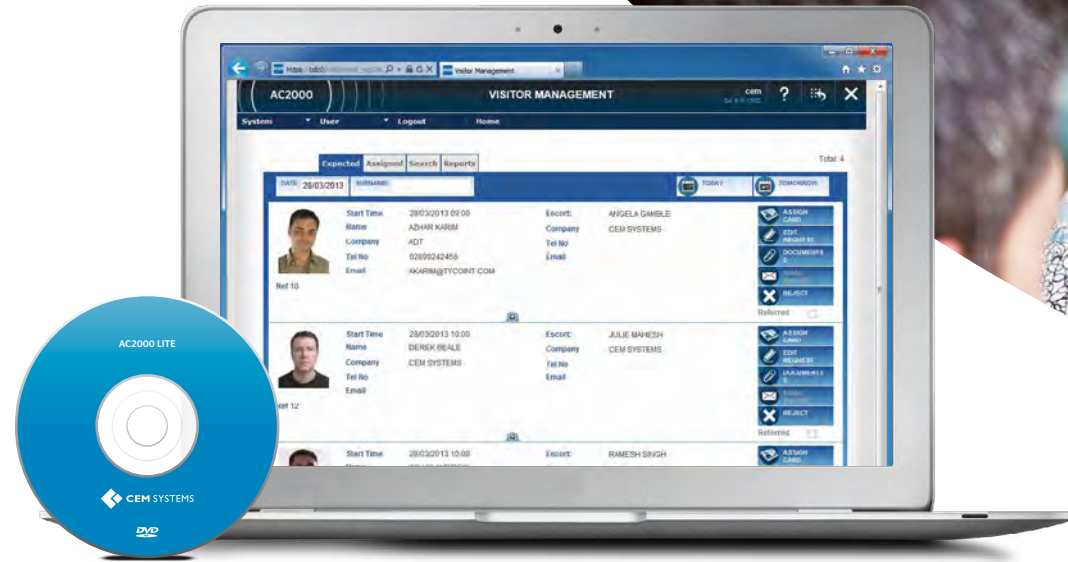 Visitor Management
AC2000
VISITOR MANAGEMENT
cem
?
System User Logout Home
Expected Assigned Search Reports
Total: 4
DATE: 28/03/2013 SURNAME: TODAY TOMORROW
Start Time 28/03/2013 09:00 Escort: ANGELA GAMBLE
Name AZHAR KARIM Company CEM SYSTEMS
Company ADT Tel No
Tel No 02890242456 Email
Email AKARIM@TYCOINT.COM
Ref 10
ASSIGN
CARD
EDIT
REQUEST
DOCUMENTS
REJECT
Referred
Start Time 28/03/2013 10:00 Escort: JULIE MAHESH
Name DEREK BEALE Company CEM SYSTEMS
Company CEM SYSTEMS Tel No
Tel No Email
Email
Ref 12
ASSIGN
CARD
EDIT
REQUEST
DOCUMENTS
REJECT
Referred
Start Time 28/03/2013 10:00 Escort: RAMESH SINGH
ASSIGN
CARD
AC2000 LITE
CEM SYSTEMS
DVD